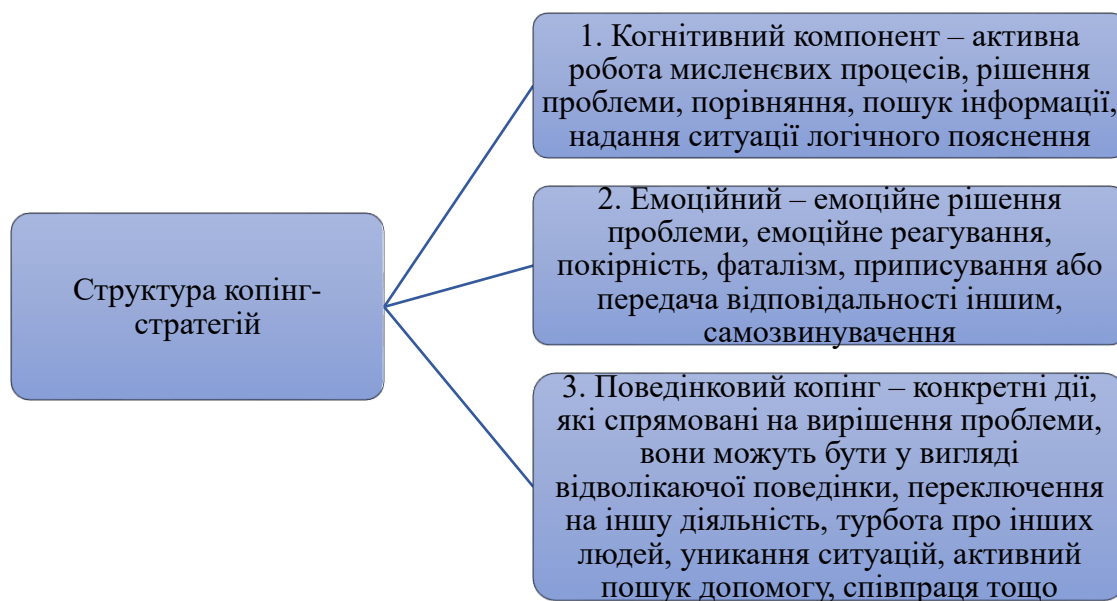 Структура копінг-
стратегій
1. Когнітивний компонент – активна
робота мисленєвих процесів, рішення
проблеми, порівняння, пошук інформації,
надання ситуації логічного пояснення
2. Емоційний – емоційне рішення
проблеми, емоційне реагування,
покірність, фаталізм, приписування або
передача відповідальності іншим,
самозвинувачення
3. Поведінковий копінг – конкретні дії,
які спрямовані на вирішення проблеми,
вони можуть бути у вигляді
відволікаючої поведінки, переключення
на іншу діяльність, турбота про інших
людей, уникання ситуацій, активний
пошук допомогу, співпраця тощо